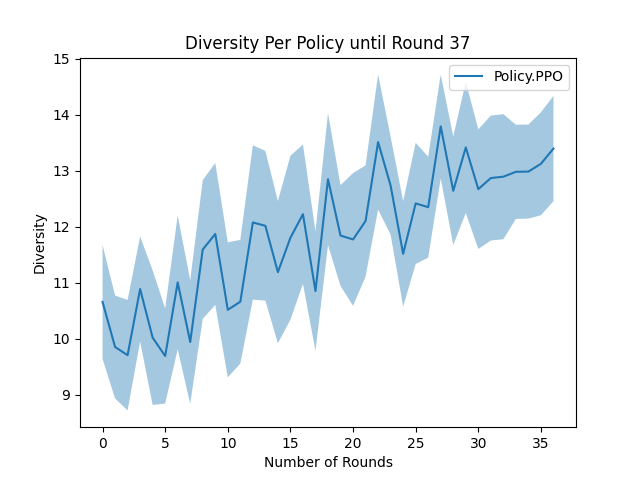 Diversity Per Policy until Round 37
Policy.PPO
Diversity
15
14
13
12
11
10
9
0 5 10 15 20 25 30 35
Number of Rounds